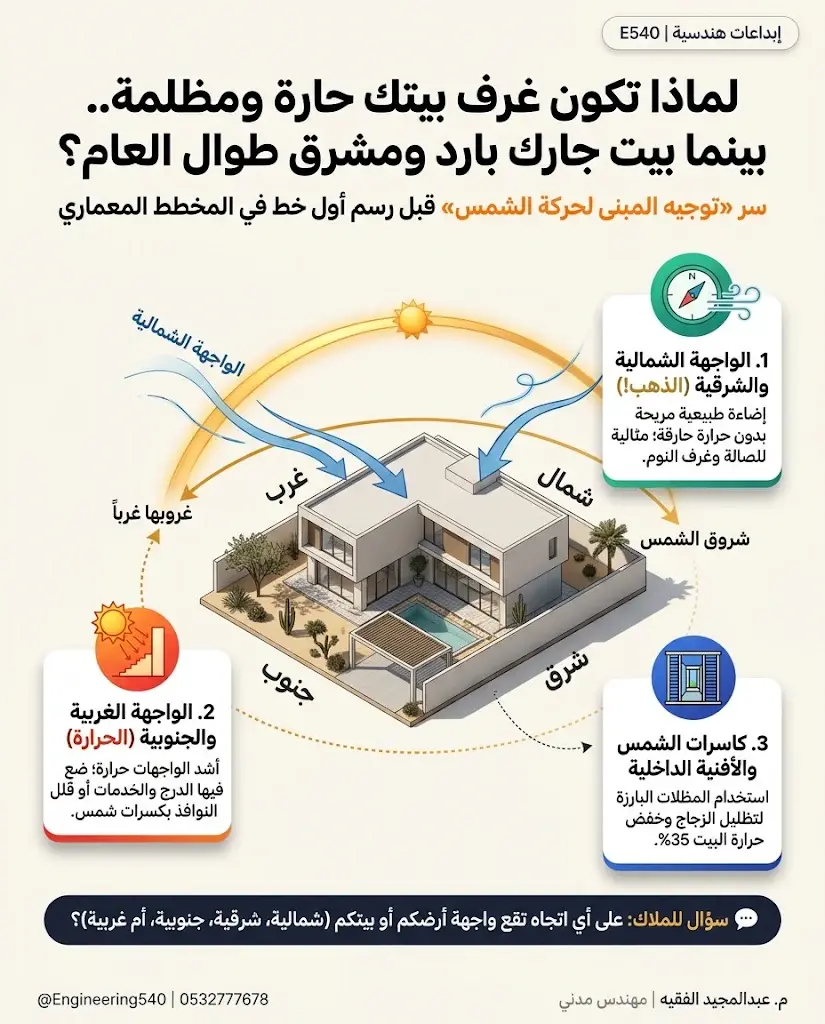 إبداعات هندسية | E540
لماذا تكون غرف بيتك حارة ومظلمة..
بينما بيت جارك بارد ومشرق طوال العام؟
سر «توجيه المبنى لحركة الشمس» قبل رسم أول خط في المخطط المعماري
N
1. الواجهة الشمالية
والشرقية (الذهب!)
إضاءة طبيعية مريحة
بدون حرارة حارقة؛ مثالية
للصالة وغرف النوم.
الواجهة الشمالية
شمال
غرب
شروق الشمس
غروبها غرباً
شرق
جنوب
2. الواجهة الغربية
والجنوبية (الحرارة)
أشد الواجهات حرارة؛ ضع
فيها الدرج والخدمات أو قلل
النوافذ بكسرات شمس.
3. كاسرات الشمس
والأفنية الداخلية
استخدام المظلات البارزة
لتظليل الزجاج وخفض
حرارة البيت 35%.
سؤال للملاك: على أي اتجاه تقع واجهة أرضكم أو بيتكم (شمالية، شرقية، جنوبية، أم غربية)؟
م. عبدالمجيد الفقيه | مهندس مدني
@Engineering540 | 0532777678